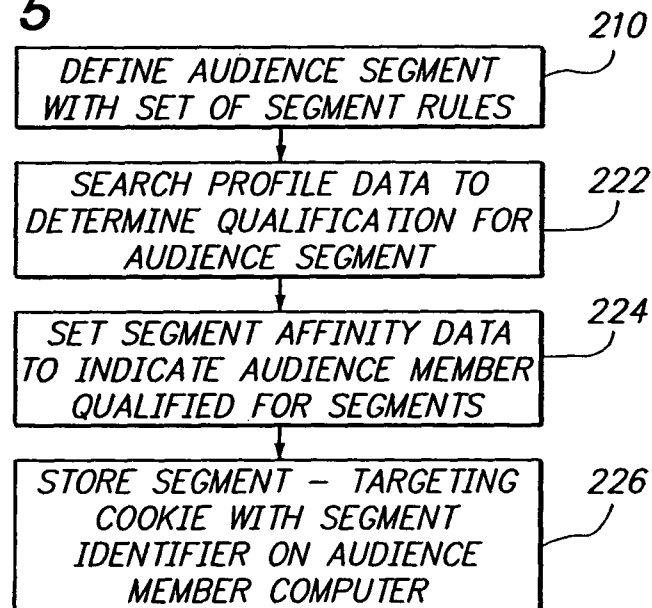 5
210
DEFINE AUDIENCE SEGMENT
WITH SET OF SEGMENT RULES
222
SEARCH PROFILE DATA TO
DETERMINE QUALIFICATION FOR
AUDIENCE SEGMENT
224
SET SEGMENT AFFINITY DATA
TO INDICATE AUDIENCE MEMBER
QUALIFIED FOR SEGMENTS
226
STORE SEGMENT – TARGETING
COOKIE WITH SEGMENT
IDENTIFIER ON AUDIENCE
MEMBER COMPUTER